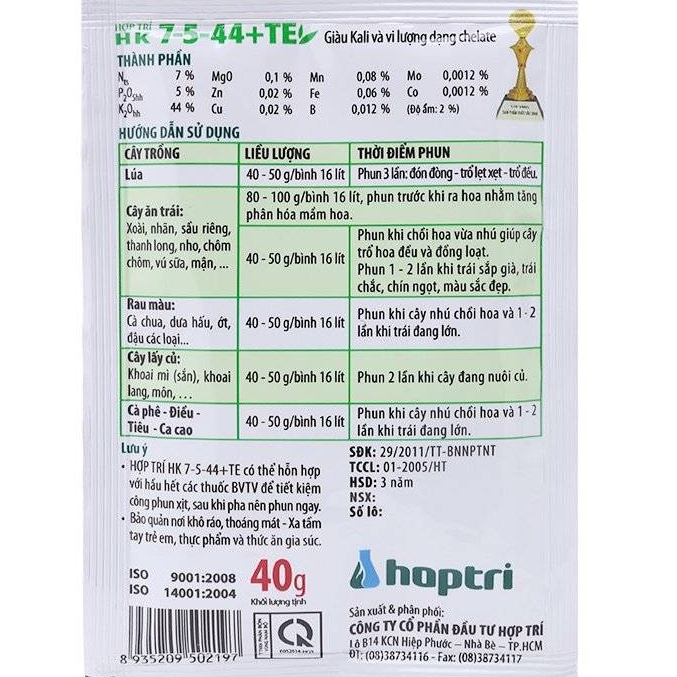 HỢP TRÍ
HK 7-5-44+TE Giàu Kali và vi lượng dạng chelate
THÀNH PHẦN
Nts 7 % MgO 0,1 % Mn 0,08 % Mo 0,0012 %
P2O5hh 5 % Zn 0,02 % Fe 0,06 % Co 0,0012 %
K2Ohh 44 % Cu 0,02 % B 0,012 % (Độ ẩm: 2 %)
HƯỚNG DẪN SỬ DỤNG
CÂY TRỒNG LIỀU LƯỢNG THỜI ĐIỂM PHUN
Lúa 40 - 50 g/bình 16 lít Phun 3 lần: đón đòng - trổ lẹt xẹt - trổ đều.
Cây ăn trái:
Xoài, nhãn, sầu riêng,
thanh long, nho, chôm
chôm, vú sữa, mận, ...
80 - 100 g/bình 16 lít, phun trước khi ra hoa nhằm tăng
phân hóa mầm hoa.
40 - 50 g/bình 16 lít
Phun khi chồi hoa vừa nhú giúp cây
trổ hoa đều và đồng loạt.
Phun 1 - 2 lần khi trái sắp già, trái
chắc, chín ngọt, màu sắc đẹp.
Rau màu:
Cà chua, dưa hấu, ớt,
đậu các loại...
40 - 50 g/bình 16 lít
Phun khi cây nhú chồi hoa và 1 - 2
lần khi trái đang lớn.
Cây lấy củ:
Khoai mì (sắn), khoai
lang, môn, ...
40 - 50 g/bình 16 lít
Phun 2 lần khi cây đang nuôi củ.
Cà phê - Điều -
Tiêu - Ca cao
40 - 50 g/bình 16 lít
Phun khi cây nhú chồi hoa và 1 - 2
lần khi trái đang lớn.
Lưu ý
• HỢP TRÍ HK 7-5-44+TE có thể hỗn hợp
với hầu hết các thuốc BVTV để tiết kiệm
công phun xịt, sau khi pha nên phun ngay.
• Bảo quản nơi khô ráo, thoáng mát - Xa tầm
tay trẻ em, thực phẩm và thức ăn gia súc.
SĐK: 29/2011/TT-BNNPTNT
TCCL: 01-2005/HT
HSD: 3 năm
NSX:
Số lô:
ISO 9001:2008
ISO 14001:2004
40g
Khối lượng tịnh
8 935209 502197
hoptri
Sản xuất & phân phối:
CÔNG TY CỔ PHẦN ĐẦU TƯ HỢP TRÍ
Lô B14 KCN Hiệp Phước – Nhà Bè – TP.HCM
ĐT: (08)38734116 - Fax: (08)38734117